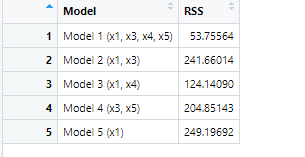 Model RSS
1 Model 1 (x1, x3, x4, x5) 53.75564
2 Model 2 (x1, x3) 241.66014
3 Model 3 (x1, x4) 124.14090
4 Model 4 (x3, x5) 204.85143
5 Model 5 (x1) 249.19692